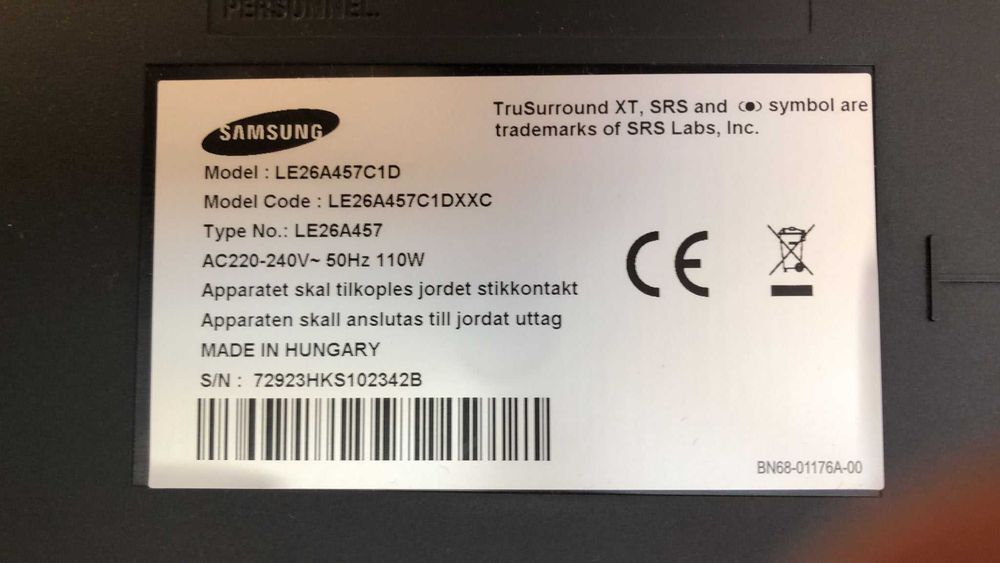 PERSONNEL.
SAMSUNG
TruSurround XT, SRS and symbol are
trademarks of SRS Labs, Inc.
Model : LE26A457C1D
Model Code : LE26A457C1DXXC
Type No.: LE26A457
AC220-240V~ 50Hz 110W
Apparatet skal tilkoples jordet stikkontakt
Apparaten skall anslutas till jordat uttag
MADE IN HUNGARY
S/N : 72923HKS102342B
CE
BN68-01176A-00